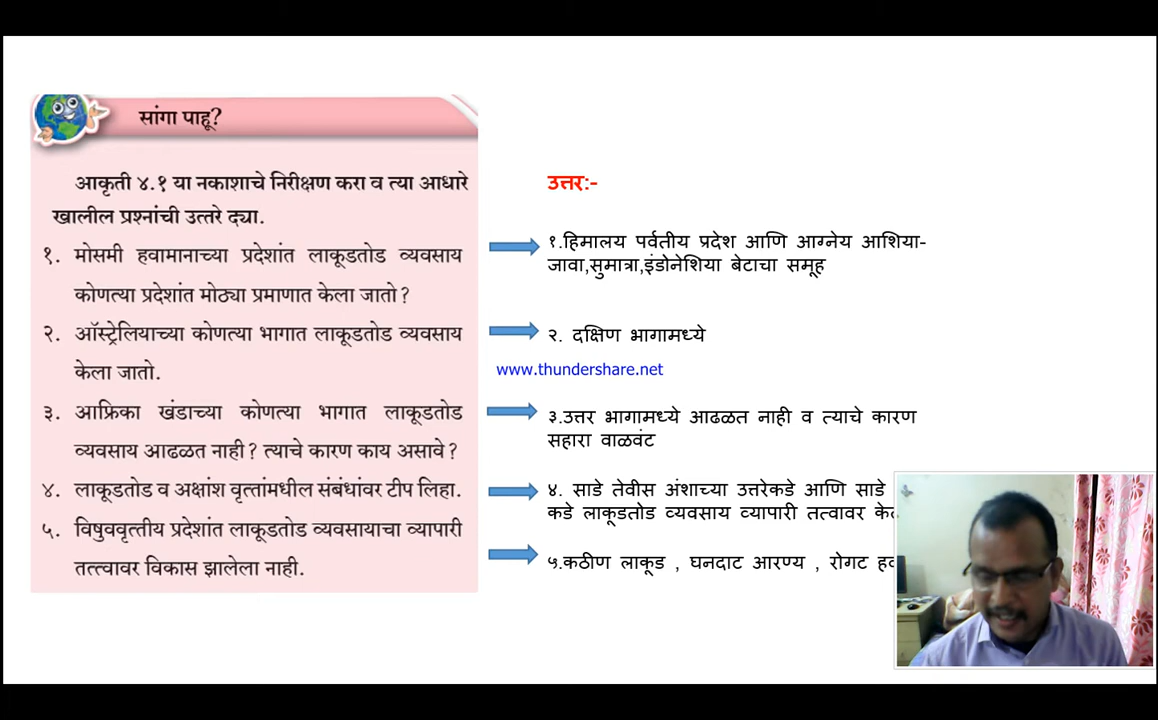 सांगा पाहू?
आकृती ४.१ या नकाशाचे निरीक्षण करा व त्या आधारे
खालील प्रश्नांची उत्तरे द्या.
१. मोसमी हवामानाच्या प्रदेशांत लाकूडतोड व्यवसाय
कोणत्या प्रदेशांत मोठ्या प्रमाणात केला जातो?
२. ऑस्ट्रेलियाच्या कोणत्या भागात लाकूडतोड व्यवसाय
केला जातो.
३. आफ्रिका खंडाच्या कोणत्या भागात लाकूडतोड
व्यवसाय आढळत नाही? त्याचे कारण काय असावे?
४. लाकूडतोड व अक्षांश वृत्तांमधील संबंधांवर टीप लिहा.
५. विषुववृत्तीय प्रदेशांत लाकूडतोड व्यवसायाचा व्यापारी
तत्त्वावर विकास झालेला नाही.
उत्तर:-
१.हिमालय पर्वतीय प्रदेश आणि आग्नेय आशिया-
जावा,सुमात्रा,इंडोनेशिया बेटाचा समूह
२. दक्षिण भागामध्ये
www.thundershare.net
३.उत्तर भागामध्ये आढळत नाही व त्याचे कारण
सहारा वाळवंट
४. साडे तेवीस अंशाच्या उत्तरेकडे आणि साडे
कडे लाकूडतोड व्यवसाय व्यापारी तत्वावर
५.कठीण लाकूड , घनदाट आरण्य , रोगट